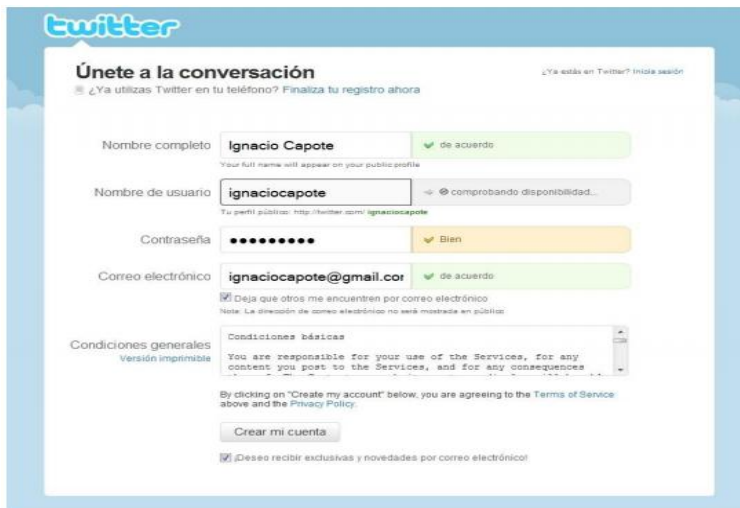 twitter
Únete a la conversación
¿Ya estás en Twitter? Inicia sesión
¿Ya utilizas Twitter en tu teléfono? Finaliza tu registro ahora
Nombre completo Ignacio Capote de acuerdo
Your full name will appear on your public profile
Nombre de usuario ignaciocapote comprobando disponibilidad...
Tu perfil público: http://twitter.com/ ignaciocapote
Contraseña ●●●●●●●●● Bien
Correo electrónico ignaciocapote@gmail.cor de acuerdo
Deja que otros me encuentren por correo electrónico
Note: La dirección de correo electrónico no será mostrada en público
Condiciones generales
Versión imprimible
Condiciones básicas
You are responsible for your use of the Services, for any
content you post to the Services, and for any consequences
By clicking on "Create my account" below, you are agreeing to the Terms of Service
above and the Privacy Policy.
Crear mi cuenta
¡Deseo recibir exclusivas y novedades por correo electrónico!